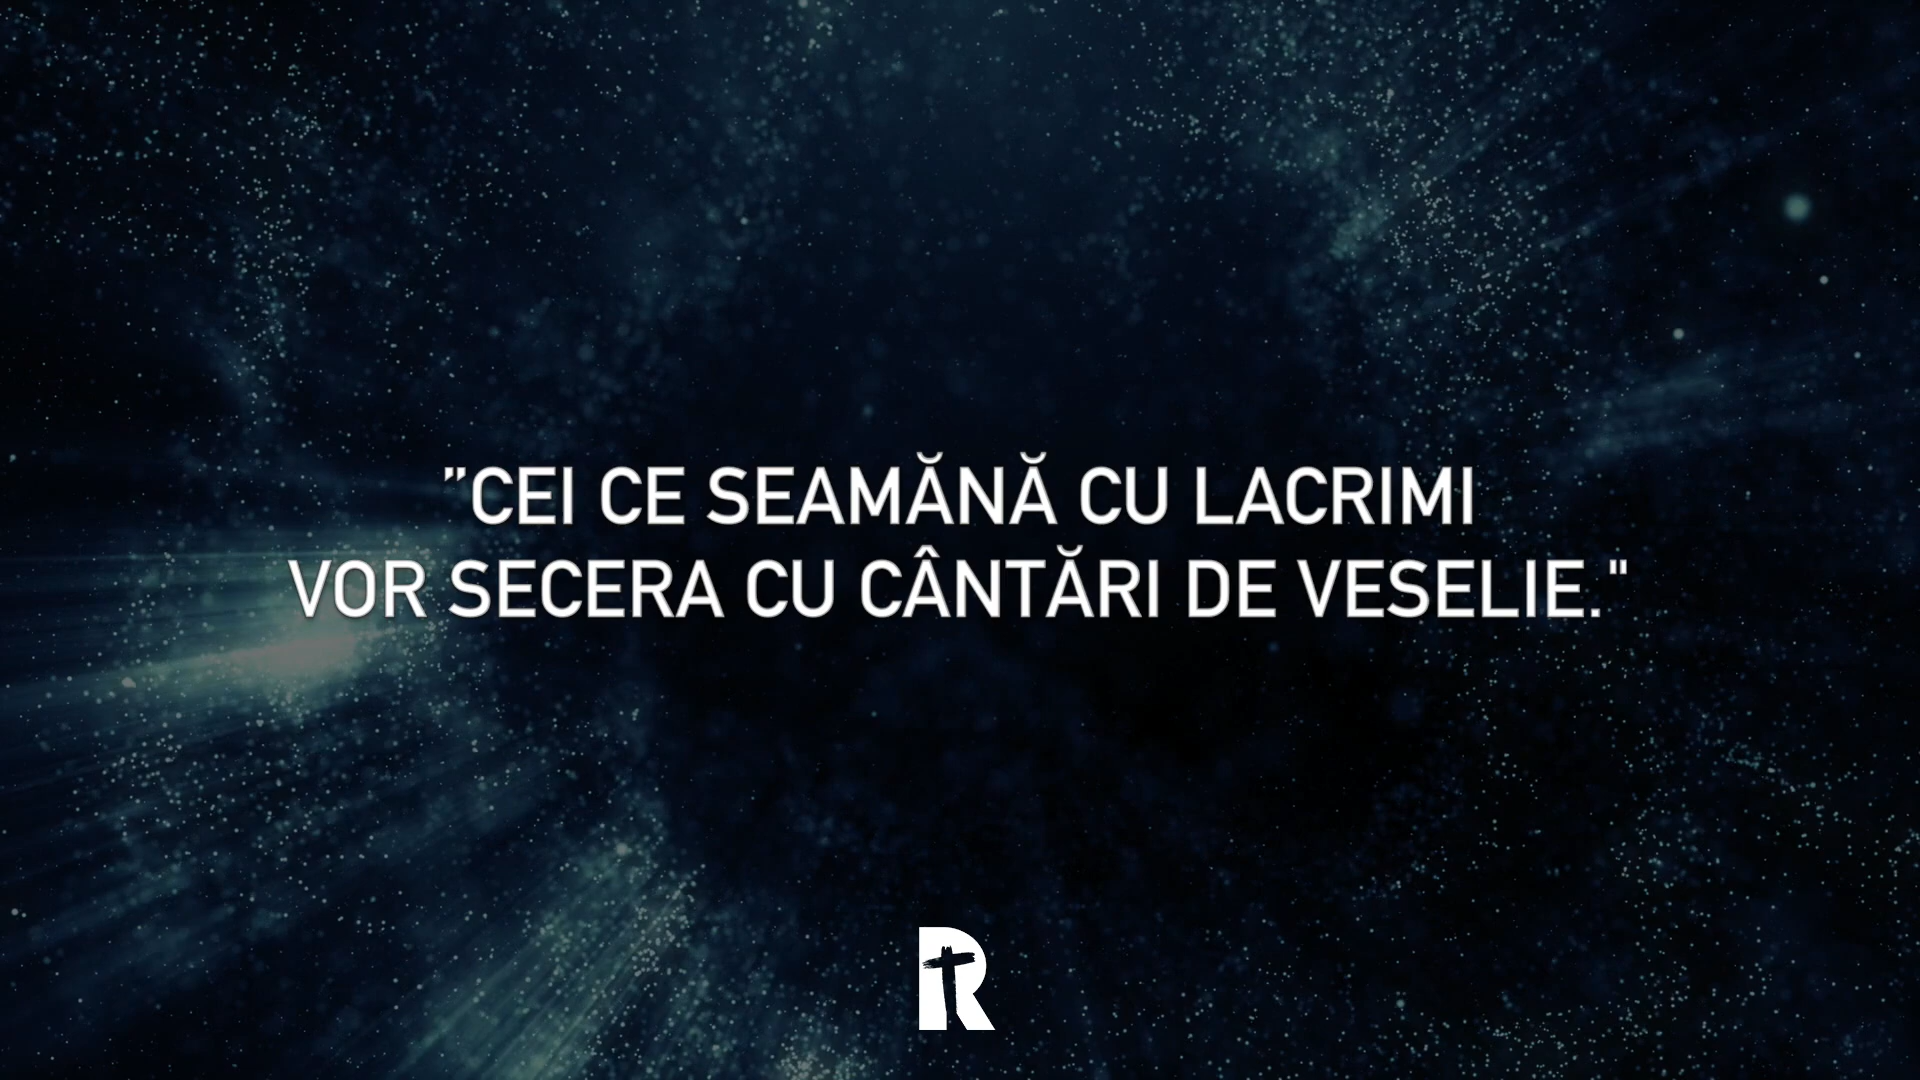 ”CEI CE SEAMĂNĂ CU LACRIMI
VOR SECERA CU CÂNTĂRI DE VESELIE."
R